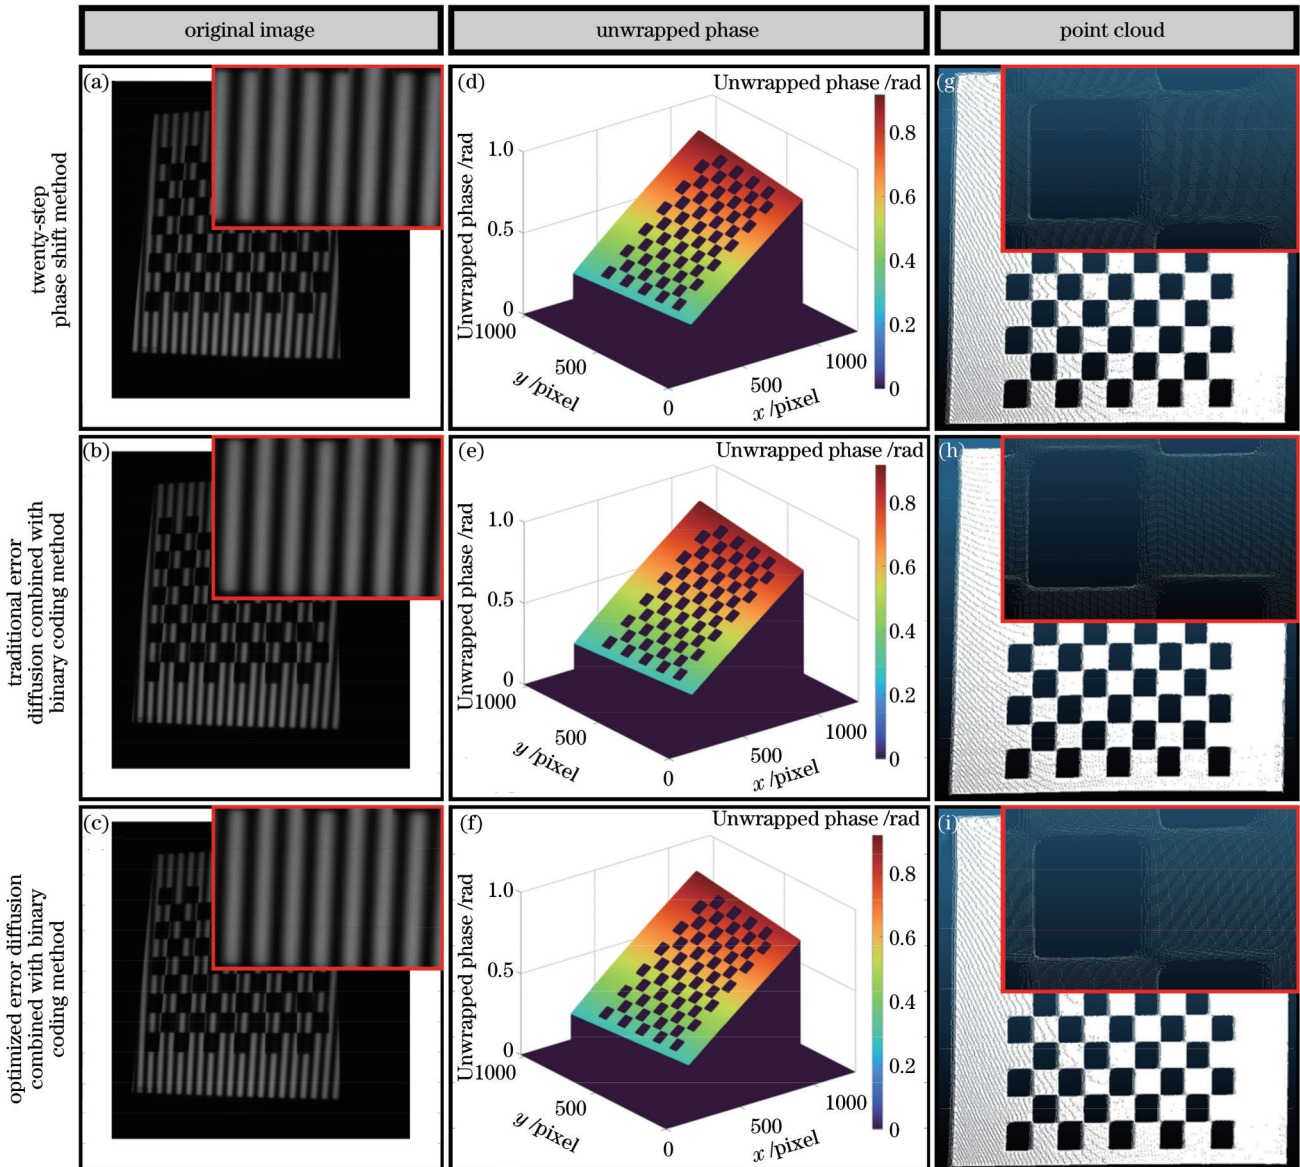 original image
unwrapped phase
point cloud
twenty-step
phase shift method
(a)
(d)
Unwrapped phase /rad
Unwrapped phase /rad
1.0
0.5
0
1000
500
0
500
1000
y /pixel
x /pixel
0.8
0.6
0.4
0.2
0
(g)
traditional error
diffusion combined with
binary coding method
(b)
(e)
Unwrapped phase /rad
Unwrapped phase /rad
1.0
0.5
0
1000
500
0
500
1000
y /pixel
x /pixel
0.8
0.6
0.4
0.2
0
(h)
optimized error diffusion
combined with binary
coding method
(c)
(f)
Unwrapped phase /rad
Unwrapped phase /rad
1.0
0.5
0
1000
500
0
500
1000
y /pixel
x /pixel
0.8
0.6
0.4
0.2
0
(i)